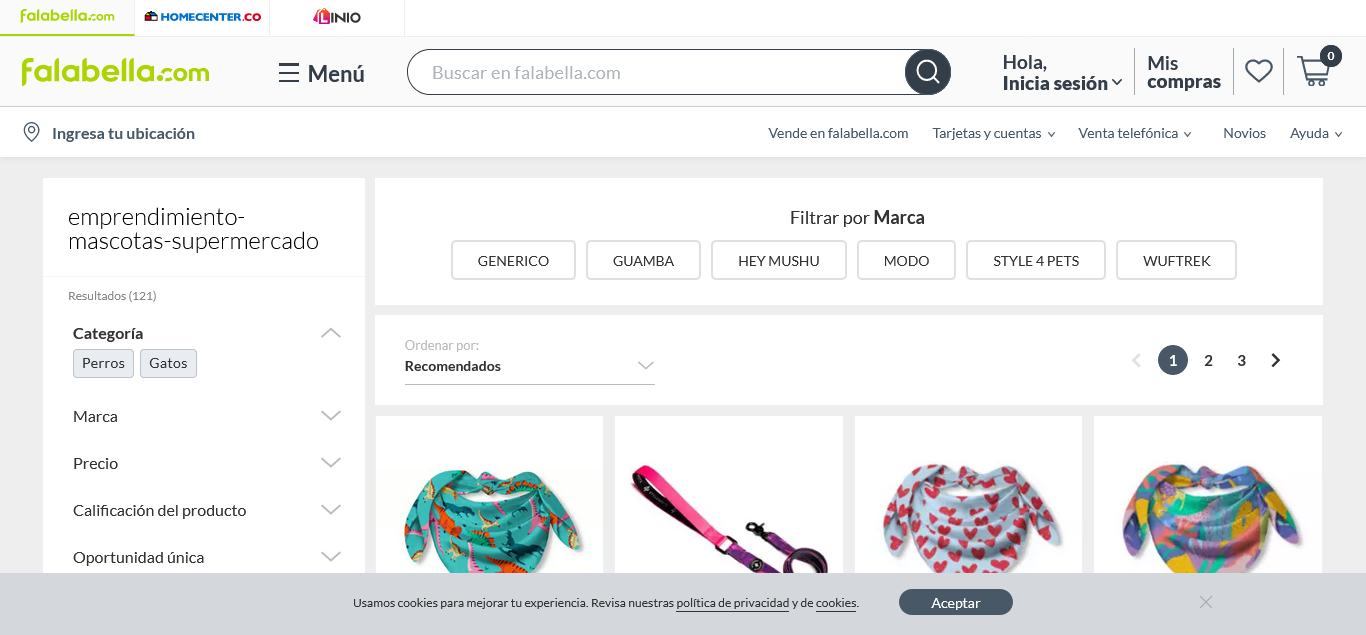 falabella.com
HOMECENTER.CO
LINIO
falabella.com
Menú
Buscar en falabella.com
Hola,
Inicia sesión
Mis
compras
0
Ingresa tu ubicación
Vende en falabella.com
Tarjetas y cuentas
Venta telefónica
Novios
Ayuda
emprendimiento-
mascotas-supermercado
Resultados (121)
Categoría
Perros
Gatos
Marca
Precio
Calificación del producto
Oportunidad única
Filtrar por Marca
GENERICO
GUAMBA
HEY MUSHU
MODO
STYLE 4 PETS
WUFTREK
Ordenar por:
Recomendados
1 2 3
Usamos cookies para mejorar tu experiencia. Revisa nuestras política de privacidad y de cookies.
Aceptar